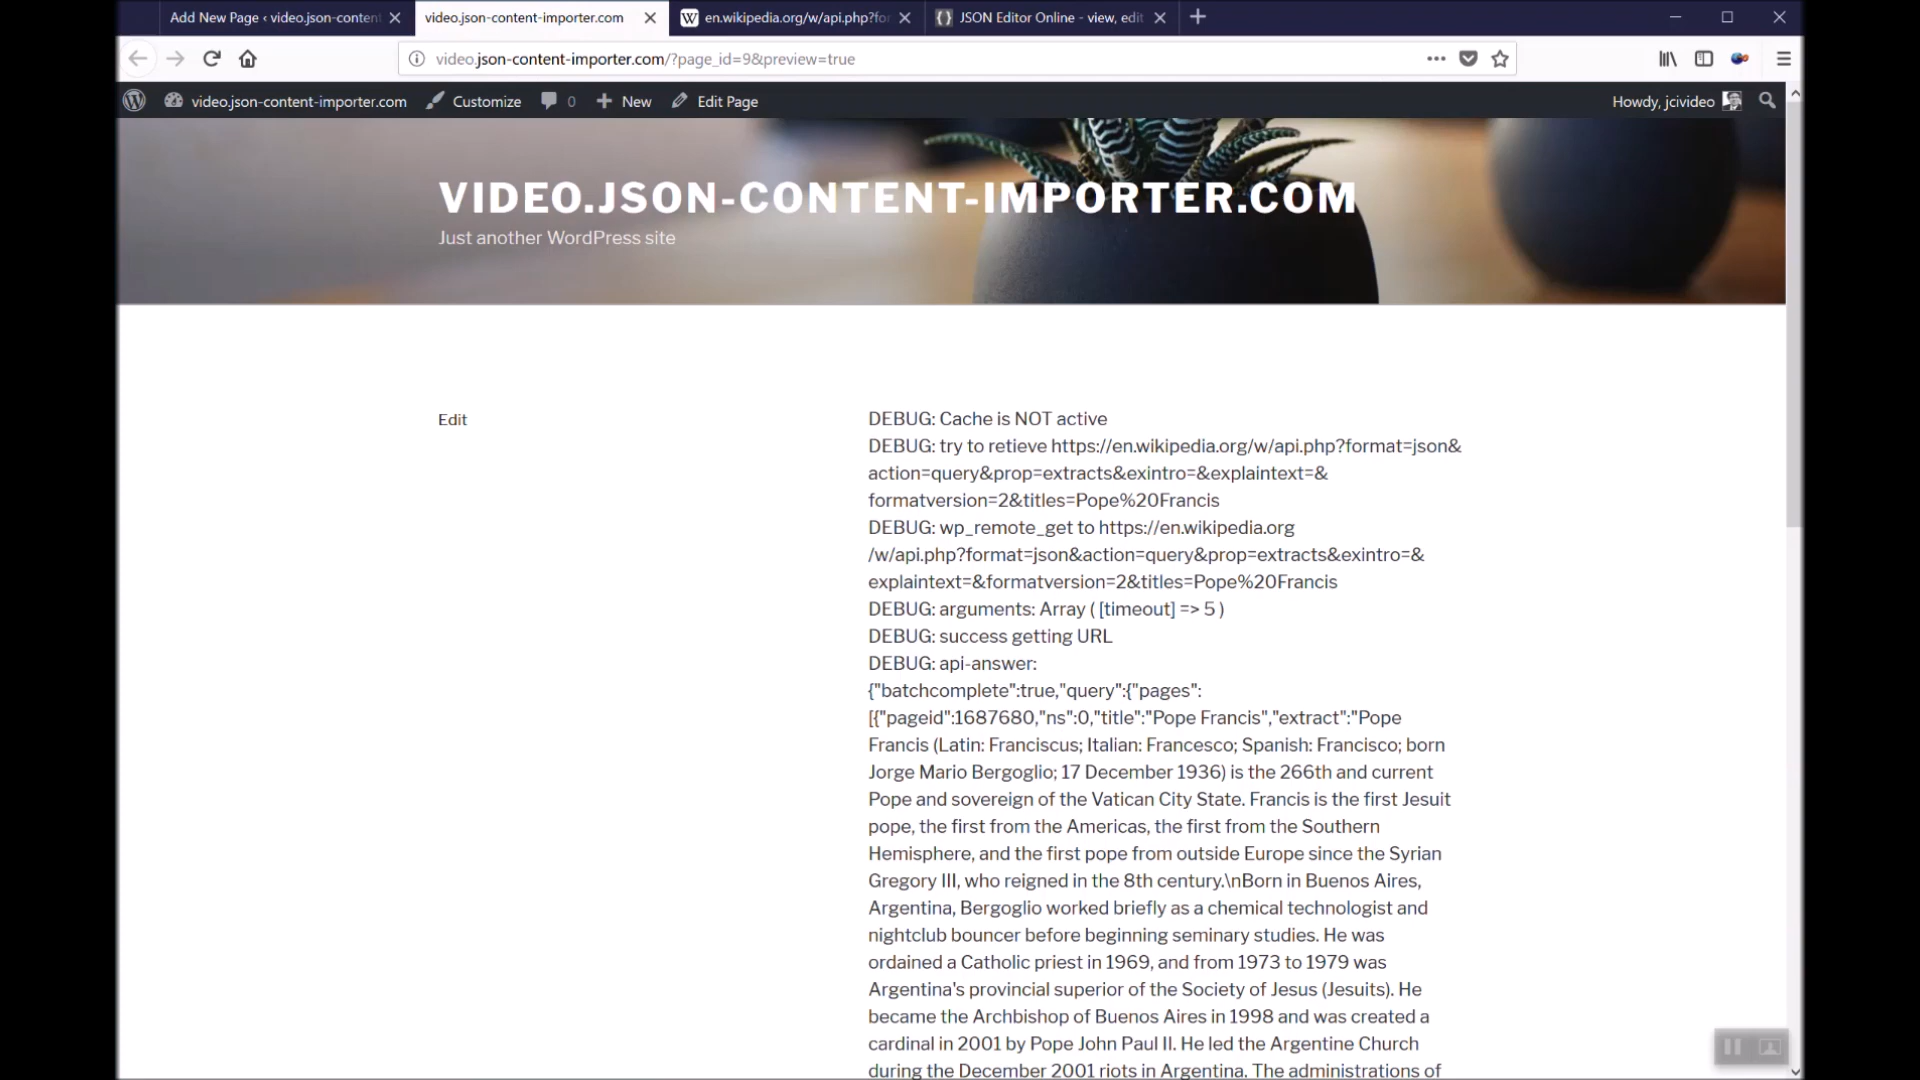 Add New Page ‹ video.json-content
video.json-content-importer.com
en.wikipedia.org/w/api.php?fo
JSON Editor Online - view, edit
video.json-content-importer.com/?page_id=9&preview=true
video.json-content-importer.com
Customize
0
New
Edit Page
Howdy, jcivideo
VIDEO.JSON-CONTENT-IMPORTER.COM
Just another WordPress site
Edit
DEBUG: Cache is NOT active
DEBUG: try to retieve https://en.wikipedia.org/w/api.php?format=json&
action=query&prop=extracts&exintro=&explaintext=&
formatversion=2&titles=Pope%20Francis
DEBUG: wp_remote_get to https://en.wikipedia.org
/w/api.php?format=json&action=query&prop=extracts&exintro=&
explaintext=&formatversion=2&titles=Pope%20Francis
DEBUG: arguments: Array ( [timeout] => 5 )
DEBUG: success getting URL
DEBUG: api-answer:
{"batchcomplete":true,"query":{"pages":
[{"pageid":1687680,"ns":0,"title":"Pope Francis","extract":"Pope
Francis (Latin: Franciscus; Italian: Francesco; Spanish: Francisco; born
Jorge Mario Bergoglio; 17 December 1936) is the 266th and current
Pope and sovereign of the Vatican City State. Francis is the first Jesuit
pope, the first from the Americas, the first from the Southern
Hemisphere, and the first pope from outside Europe since the Syrian
Gregory III, who reigned in the 8th century.\nBorn in Buenos Aires,
Argentina, Bergoglio worked briefly as a chemical technologist and
nightclub bouncer before beginning seminary studies. He was
ordained a Catholic priest in 1969, and from 1973 to 1979 was
Argentina's provincial superior of the Society of Jesus (Jesuits). He
became the Archbishop of Buenos Aires in 1998 and was created a
cardinal in 2001 by Pope John Paul II. He led the Argentine Church
during the December 2001 riots in Argentina. The administrations of